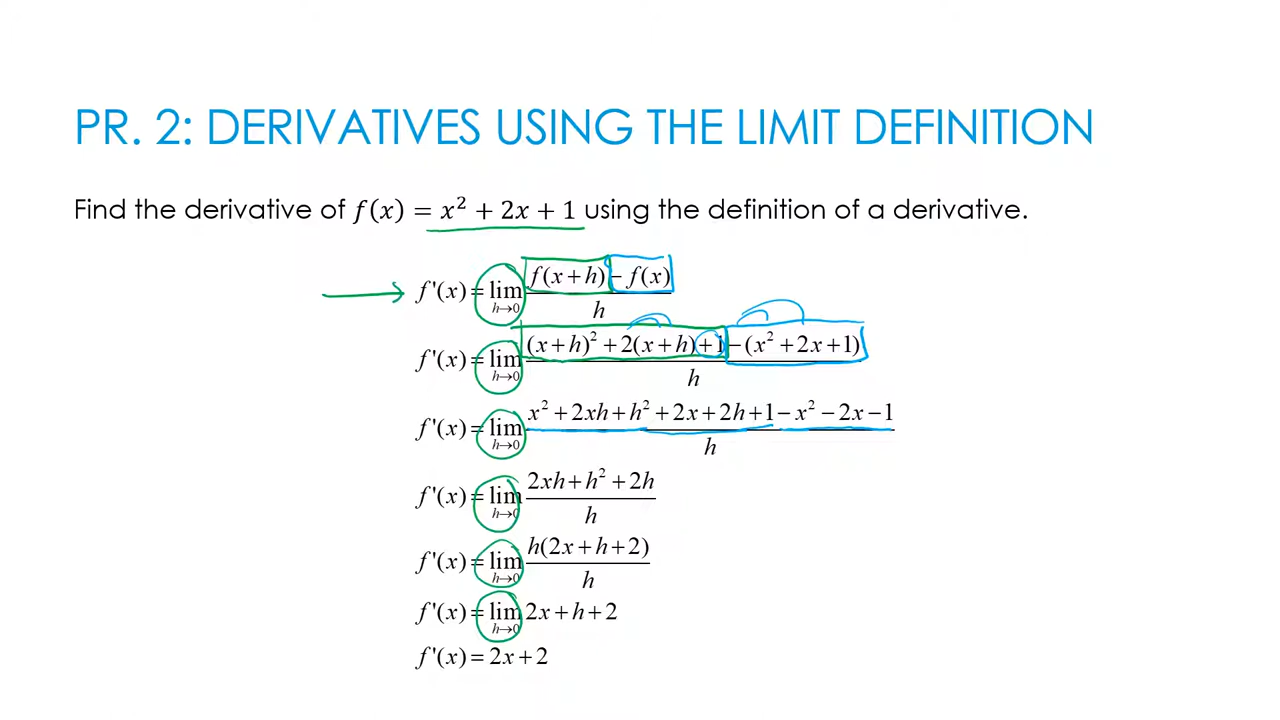 PR. 2: DERIVATIVES USING THE LIMIT DEFINITION
Find the derivative of f(x) = x² + 2x + 1 using the definition of a derivative.
f'(x) = lim h→0 (f(x+h) − f(x)) / h
f'(x) = lim h→0 ((x+h)² + 2(x+h) + 1 − (x² + 2x + 1)) / h
f'(x) = lim h→0 (x² + 2xh + h² + 2x + 2h + 1 − x² − 2x − 1) / h
f'(x) = lim h→0 (2xh + h² + 2h) / h
f'(x) = lim h→0 h(2x + h + 2) / h
f'(x) = lim h→0 2x + h + 2
f'(x) = 2x + 2